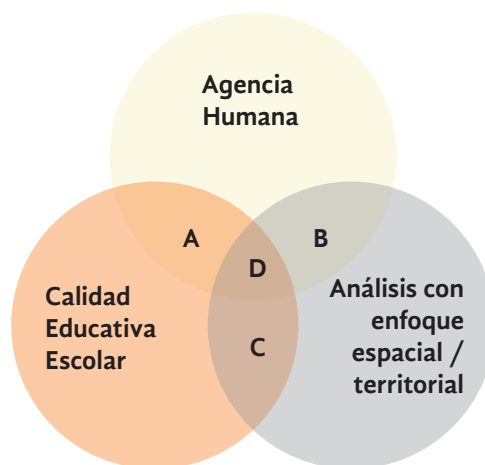 Agencia
Humana
A
B
D
Calidad
Educativa
Escolar
C
Análisis con
enfoque
espacial /
territorial